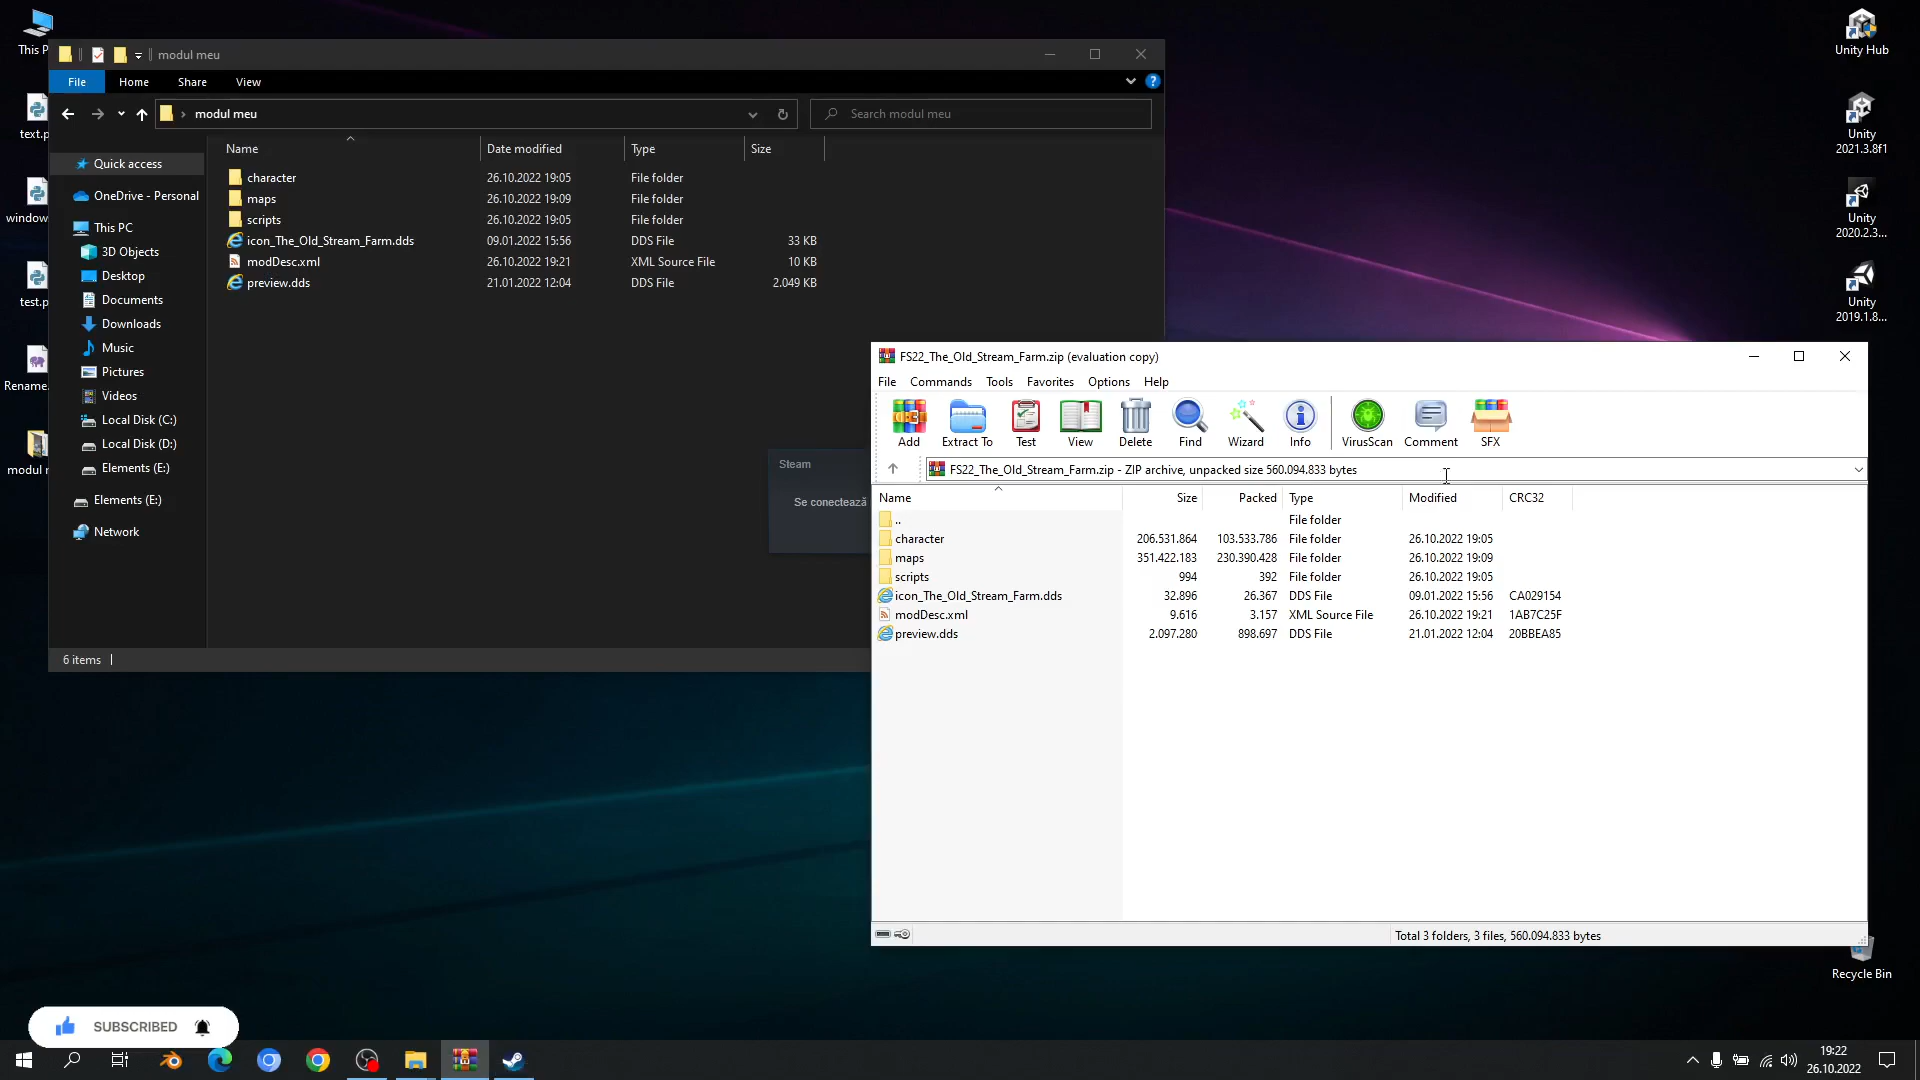 This P
text.p
window
test.p
Rename.
modul m
modul meu
File Home Share View
modul meu
Search modul meu
Name Date modified Type Size
Quick access
OneDrive - Personal
This PC
3D Objects
Desktop
Documents
Downloads
Music
Pictures
Videos
Local Disk (C:)
Local Disk (D:)
Elements (E:)
Elements (E:)
Network
character 26.10.2022 19:05 File folder
maps 26.10.2022 19:09 File folder
scripts 26.10.2022 19:05 File folder
icon_The_Old_Stream_Farm.dds 09.01.2022 15:56 DDS File 33 KB
modDesc.xml 26.10.2022 19:21 XML Source File 10 KB
preview.dds 21.01.2022 12:04 DDS File 2.049 KB
6 items
Steam
Se conectează
FS22_The_Old_Stream_Farm.zip (evaluation copy)
File Commands Tools Favorites Options Help
Add Extract To Test View Delete Find Wizard Info VirusScan Comment SFX
FS22_The_Old_Stream_Farm.zip - ZIP archive, unpacked size 560.094.833 bytes
Name Size Packed Type Modified CRC32
.. File folder
character 206.531.864 103.533.786 File folder 26.10.2022 19:05
maps 351.422.183 230.390.428 File folder 26.10.2022 19:09
scripts 994 392 File folder 26.10.2022 19:05
icon_The_Old_Stream_Farm.dds 32.896 26.367 DDS File 09.01.2022 15:56 CA029154
modDesc.xml 9.616 3.157 XML Source File 26.10.2022 19:21 1AB7C25F
preview.dds 2.097.280 898.697 DDS File 21.01.2022 12:04 20BBEA85
Total 3 folders, 3 files, 560.094.833 bytes
Unity Hub
Unity
2021.3.8f1
Unity
2020.2.3...
Unity
2019.1.8...
Recycle Bin
SUBSCRIBED
19:22
26.10.2022